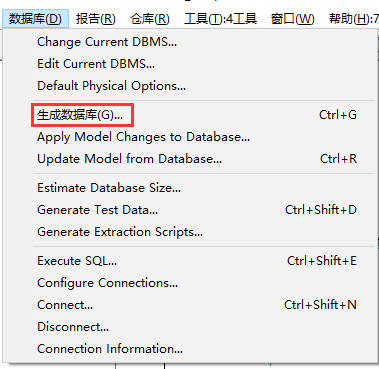 数据库(D) 报告(R) 仓库(R) 工具(T):4工具 窗口(W) 帮助(H):7
Change Current DBMS...
Edit Current DBMS...
Default Physical Options...
生成数据库(G)... Ctrl+G
Apply Model Changes to Database...
Update Model from Database... Ctrl+R
Estimate Database Size...
Generate Test Data... Ctrl+Shift+D
Generate Extraction Scripts...
Execute SQL... Ctrl+Shift+E
Configure Connections...
Connect... Ctrl+Shift+N
Disconnect...
Connection Information...